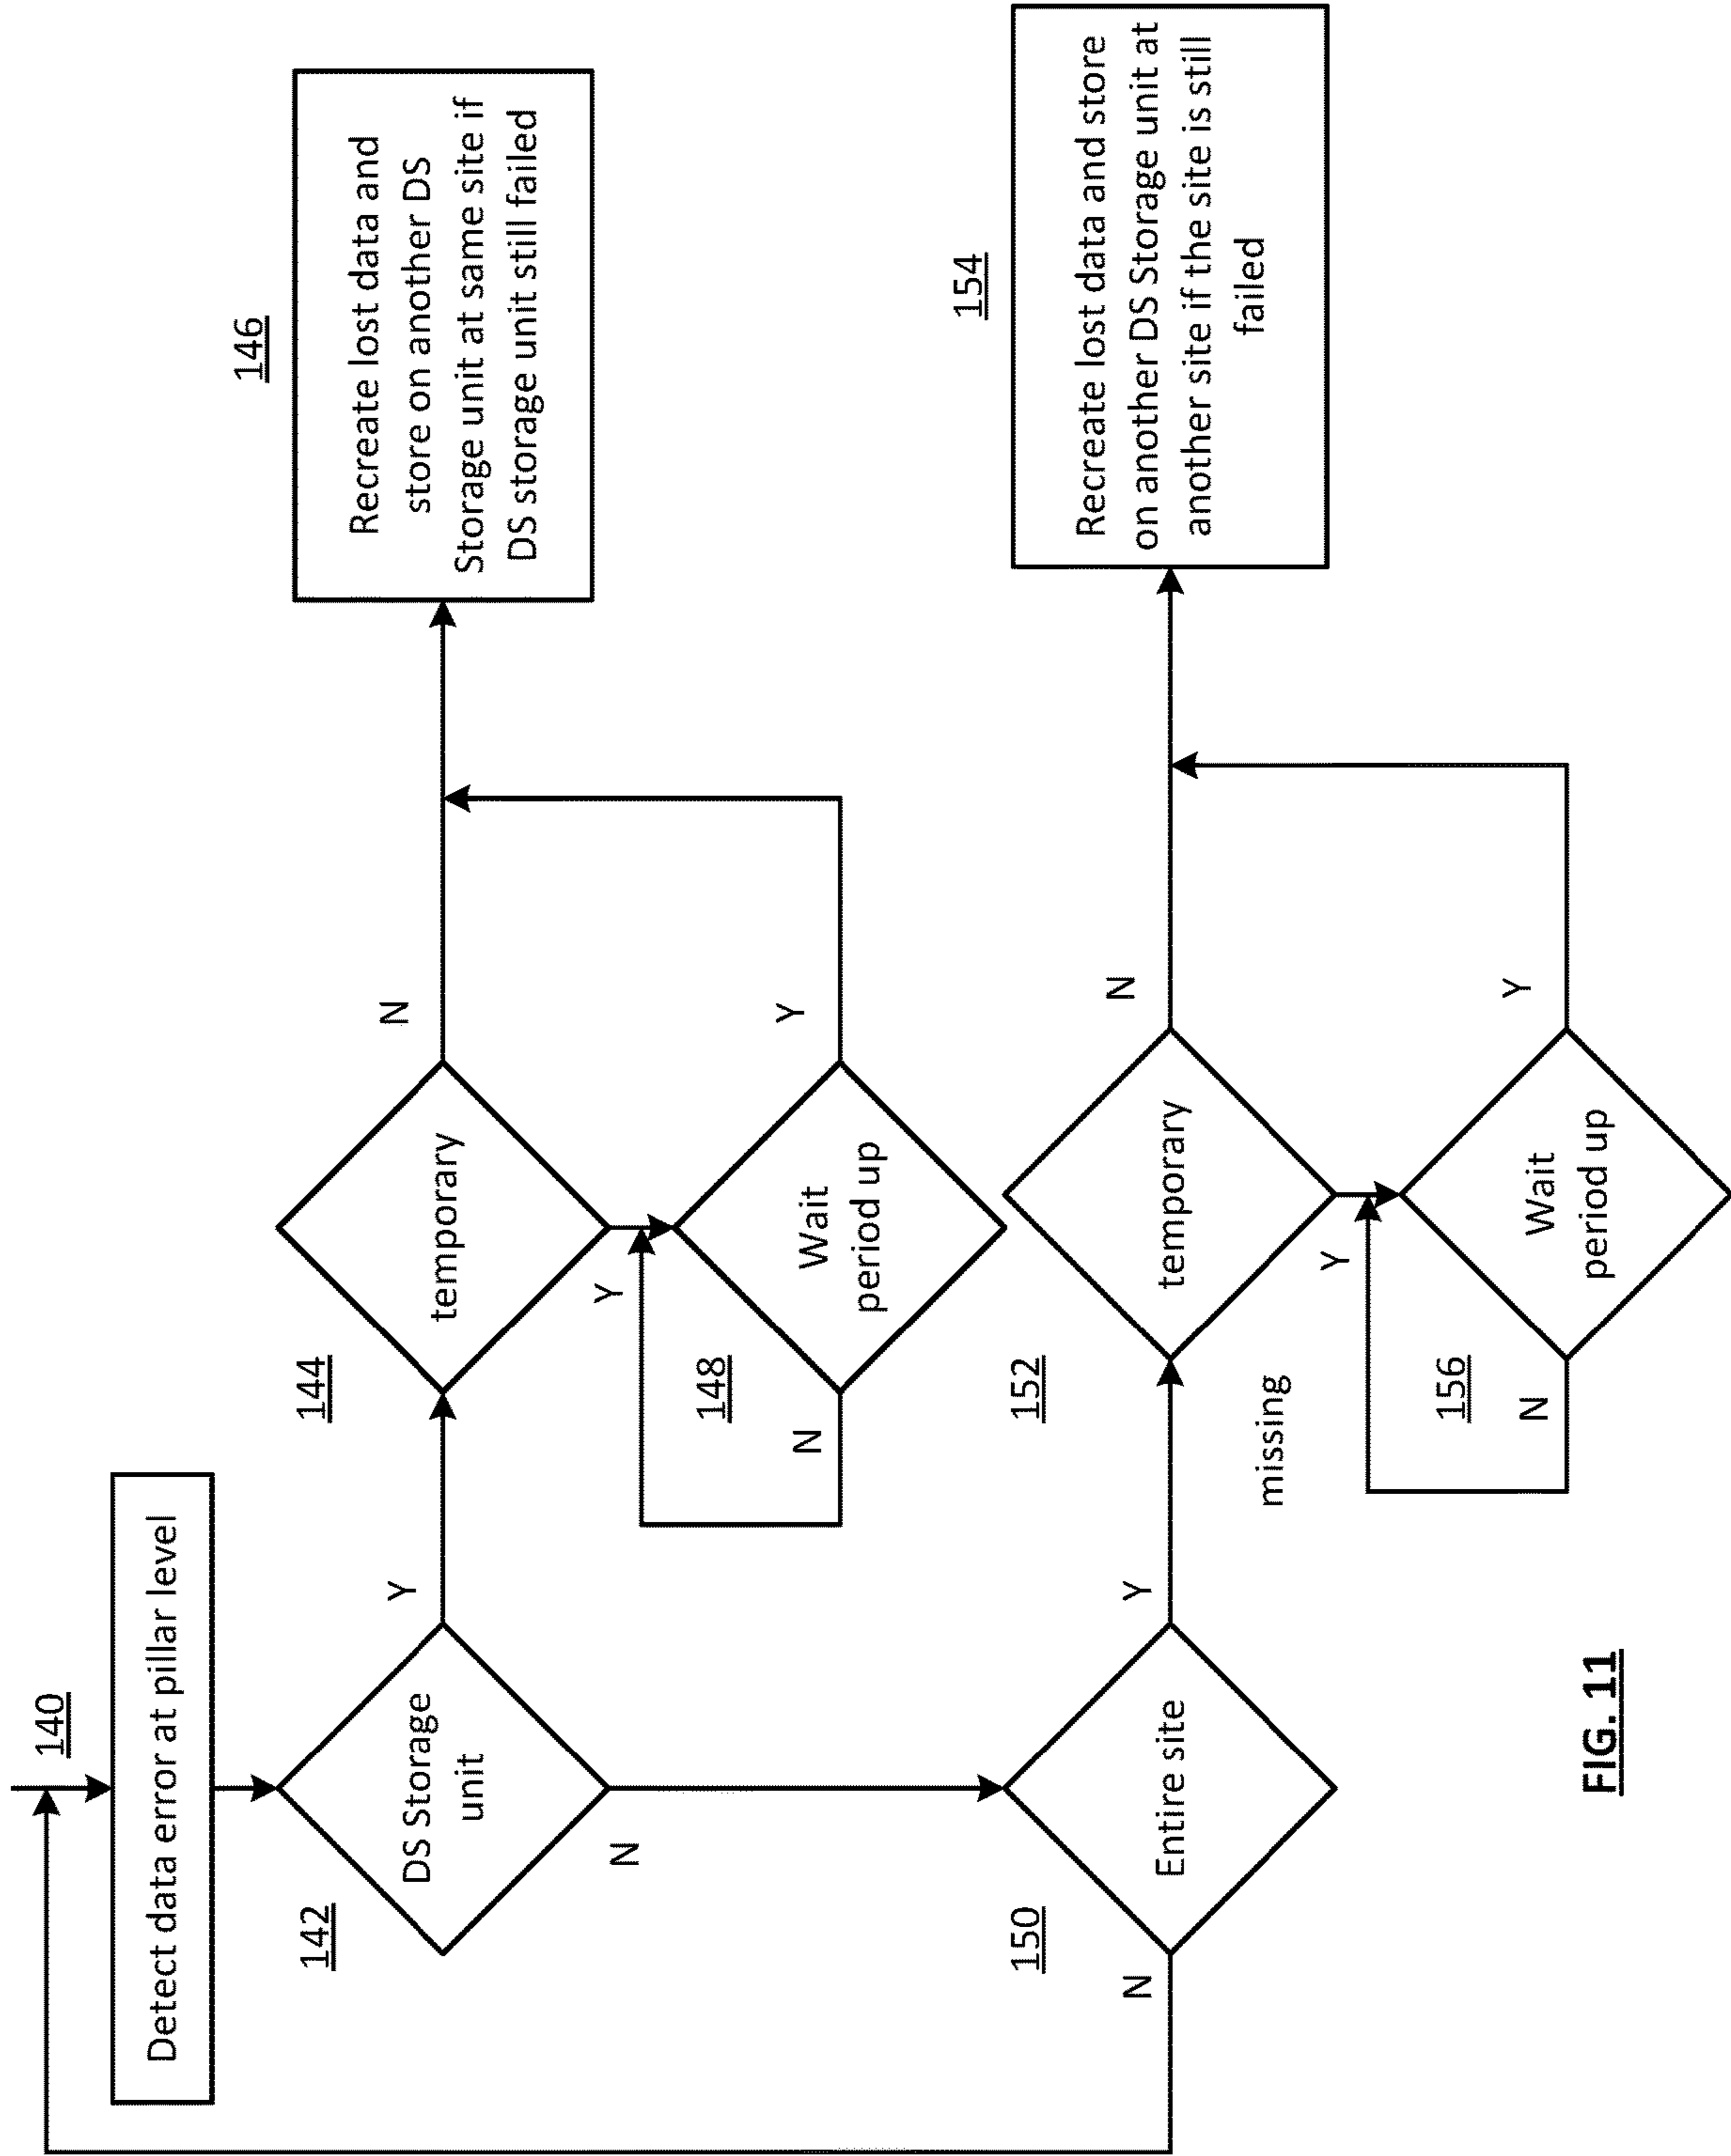 140
Detect data error at pillar level
142
DS Storage
unit
Y
N
144
temporary
N
Y
146
Recreate lost data and
store on another DS
Storage unit at same site if
DS storage unit still failed
148
Wait
period up
N
Y
150
Entire site
N
Y
missing
152
temporary
N
Y
154
Recreate lost data and store
on another DS Storage unit at
another site if the site is still
failed
156
Wait
period up
N
Y
FIG. 11